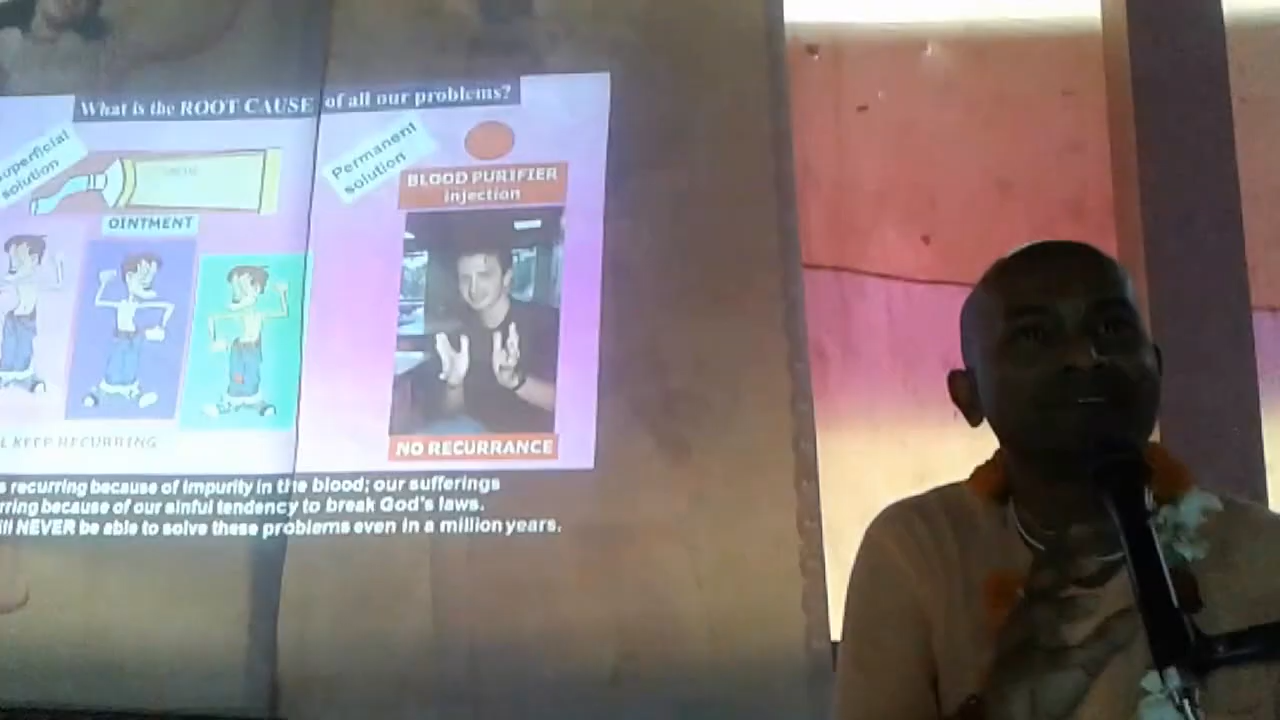 What is the ROOT CAUSE of all our problems?
superficial
solution
Permanent
solution
BLOOD PURIFIER
injection
OINTMENT
KEEP RECURRING
NO RECURRANCE
recurring because of impurity in the blood; our sufferings
because of our sinful tendency to break God's laws.
NEVER be able to solve these problems even in a million years.